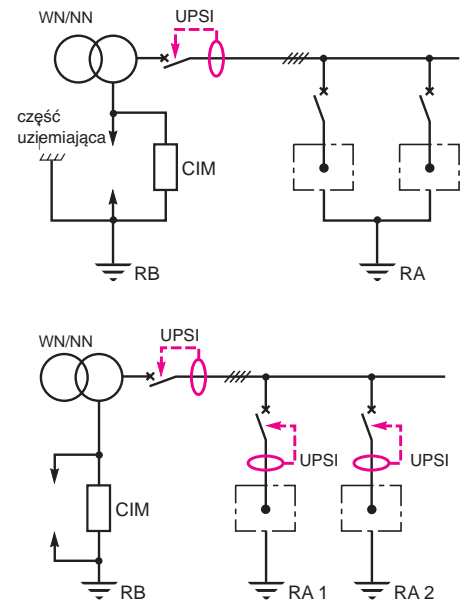 WN/NN
UPSI
część
uziemiająca
CIM
RB
RA
WN/NN
UPSI
UPSI
UPSI
CIM
RB
RA 1
RA 2